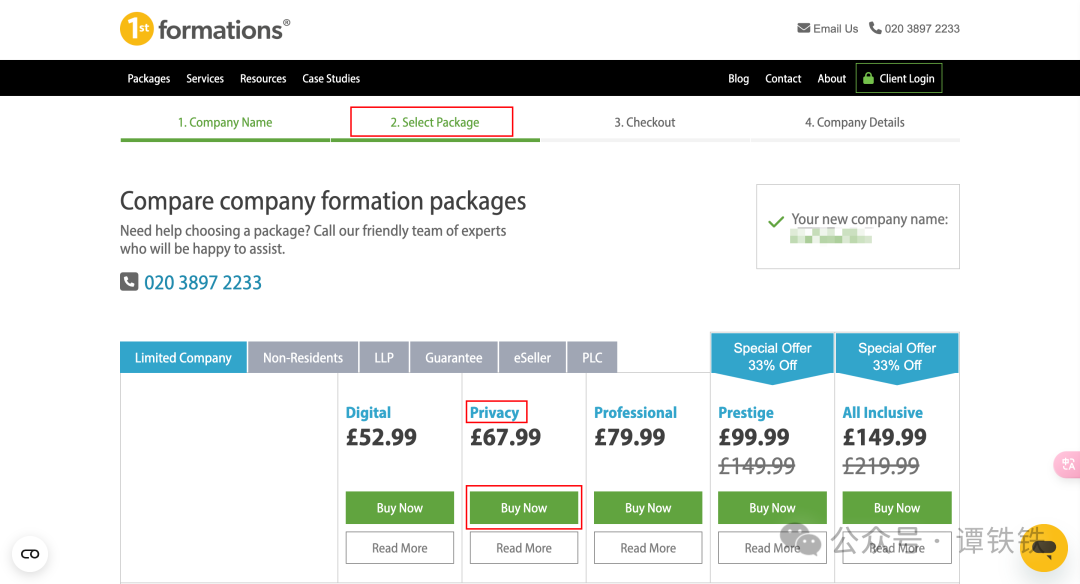 1st formations®
Email Us 020 3897 2233
Packages Services Resources Case Studies Blog Contact About Client Login
1. Company Name 2. Select Package 3. Checkout 4. Company Details
Compare company formation packages
Need help choosing a package? Call our friendly team of experts
who will be happy to assist.
020 3897 2233
Your new company name:
Limited Company Non-Residents LLP Guarantee eSeller PLC
Special Offer
33% Off
Special Offer
33% Off
Digital Privacy Professional Prestige All Inclusive
£52.99 £67.99 £79.99 £99.99 £149.99
£149.99 £219.99
Buy Now Buy Now Buy Now Buy Now Buy Now
Read More Read More Read More Read More Read More
公众号 · 谭铁铁